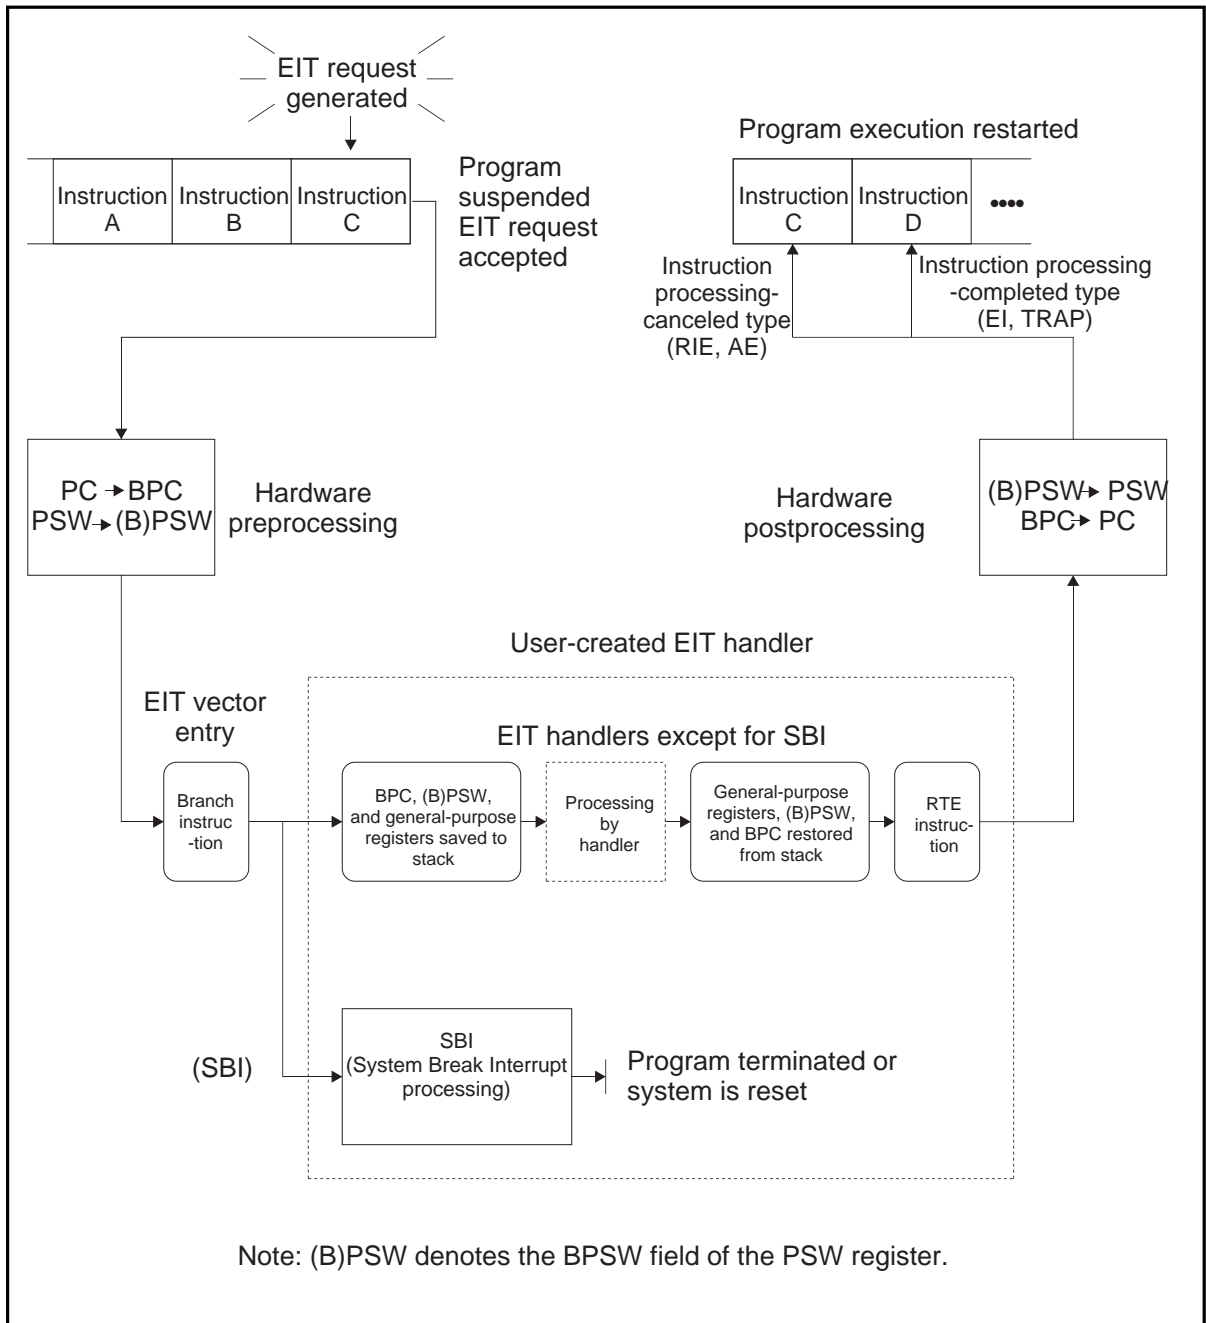 EIT request
generated
Program execution restarted
Instruction
A
Instruction
B
Instruction
C
Program
suspended
EIT request
accepted
Instruction
C
Instruction
D
••••
Instruction
processing-
canceled type
(RIE, AE)
Instruction processing
-completed type
(EI, TRAP)
PC → BPC
PSW → (B)PSW
Hardware
preprocessing
Hardware
postprocessing
(B)PSW → PSW
BPC → PC
User-created EIT handler
EIT vector
entry
EIT handlers except for SBI
Branch
instruc
-tion
BPC, (B)PSW,
and general-purpose
registers saved to
stack
Processing
by
handler
General-purpose
registers, (B)PSW,
and BPC restored
from stack
RTE
instruc-
tion
(SBI)
SBI
(System Break Interrupt
processing)
Program terminated or
system is reset
Note: (B)PSW denotes the BPSW field of the PSW register.